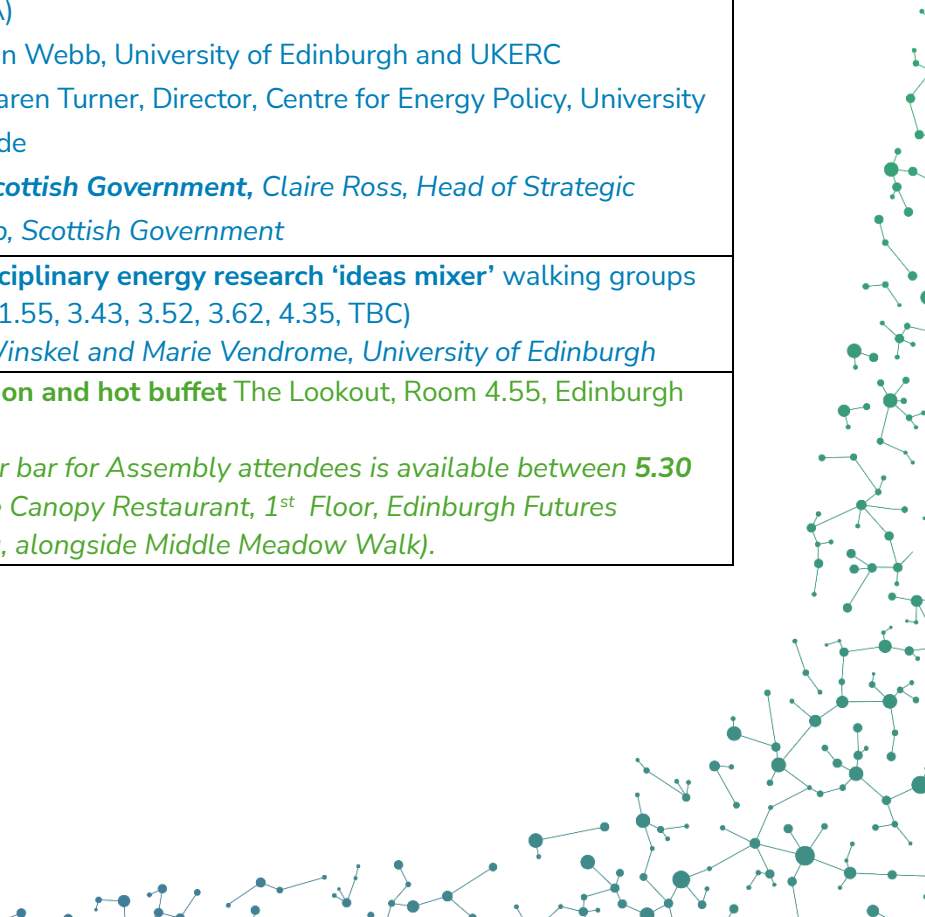 A)
n Webb, University of Edinburgh and UKERC
aren Turner, Director, Centre for Energy Policy, University
de
cottish Government, Claire Ross, Head of Strategic
o, Scottish Government
ciplinary energy research ‘ideas mixer’ walking groups
1.55, 3.43, 3.52, 3.62, 4.35, TBC)
Vinskel and Marie Vendrome, University of Edinburgh
on and hot buffet The Lookout, Room 4.55, Edinburgh
r bar for Assembly attendees is available between 5.30
Canopy Restaurant, 1st Floor, Edinburgh Futures
, alongside Middle Meadow Walk).